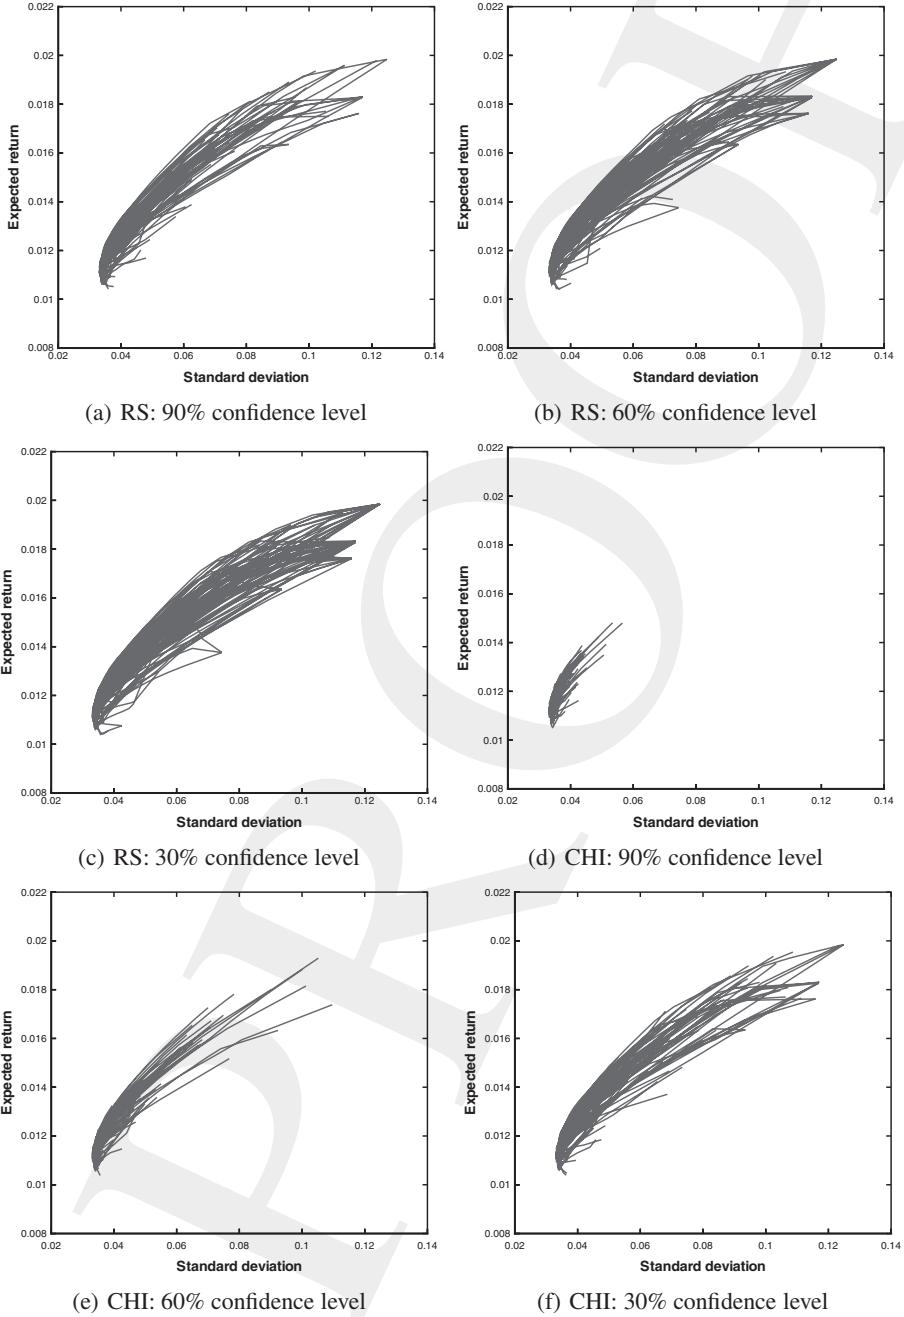 0.022
0.02
0.018
0.016
0.014
0.012
0.01
0.008
Expected return
0.02 0.04 0.06 0.08 0.1 0.12 0.14
Standard deviation
(a) RS: 90% confidence level
0.022
0.02
0.018
0.016
0.014
0.012
0.01
0.008
Expected return
0.02 0.04 0.06 0.08 0.1 0.12 0.14
Standard deviation
(b) RS: 60% confidence level
0.022
0.02
0.018
0.016
0.014
0.012
0.01
0.008
Expected return
0.02 0.04 0.06 0.08 0.1 0.12 0.14
Standard deviation
(c) RS: 30% confidence level
0.022
0.02
0.018
0.016
0.014
0.012
0.01
0.008
Expected return
0.02 0.04 0.06 0.08 0.1 0.12 0.14
Standard deviation
(d) CHI: 90% confidence level
0.022
0.02
0.018
0.016
0.014
0.012
0.01
0.008
Expected return
0.02 0.04 0.06 0.08 0.1 0.12 0.14
Standard deviation
(e) CHI: 60% confidence level
0.022
0.02
0.018
0.016
0.014
0.012
0.01
0.008
Expected return
0.02 0.04 0.06 0.08 0.1 0.12 0.14
Standard deviation
(f) CHI: 30% confidence level